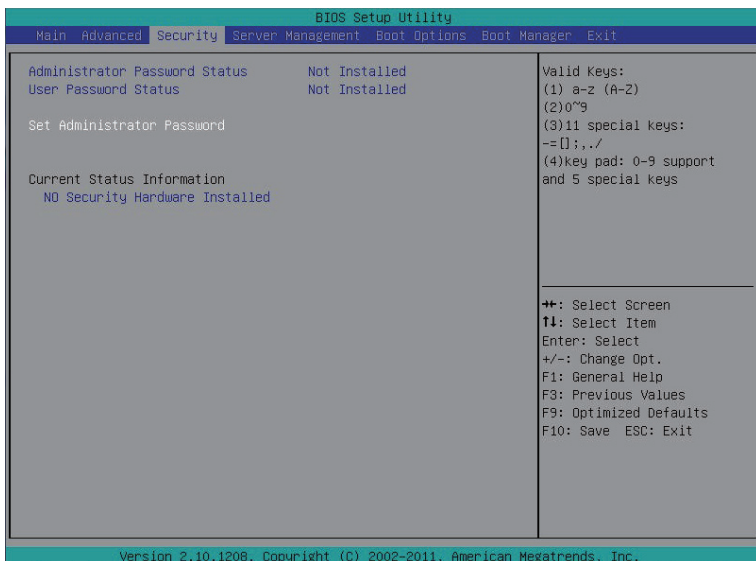 BIOS Setup Utility
Main Advanced Security Server Management Boot Options Boot Manager Exit
Administrator Password Status Not Installed
User Password Status Not Installed
Set Administrator Password
Current Status Information
NO Security Hardware Installed
Valid Keys:
(1) a-z (A-Z)
(2)0~9
(3)11 special keys:
-=[];,./
(4)key pad: 0-9 support
and 5 special keys
→←: Select Screen
↑↓: Select Item
Enter: Select
+/-: Change Opt.
F1: General Help
F3: Previous Values
F9: Optimized Defaults
F10: Save ESC: Exit
Version 2.10.1208. Copyright (C) 2002-2011, American Megatrends, Inc.